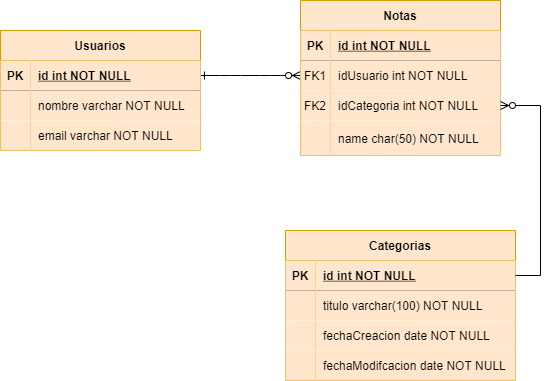 Usuarios
PK id int NOT NULL
nombre varchar NOT NULL
email varchar NOT NULL
Notas
PK id int NOT NULL
FK1 idUsuario int NOT NULL
FK2 idCategoria int NOT NULL
name char(50) NOT NULL
Categorias
PK id int NOT NULL
titulo varchar(100) NOT NULL
fechaCreacion date NOT NULL
fechaModifcacion date NOT NULL